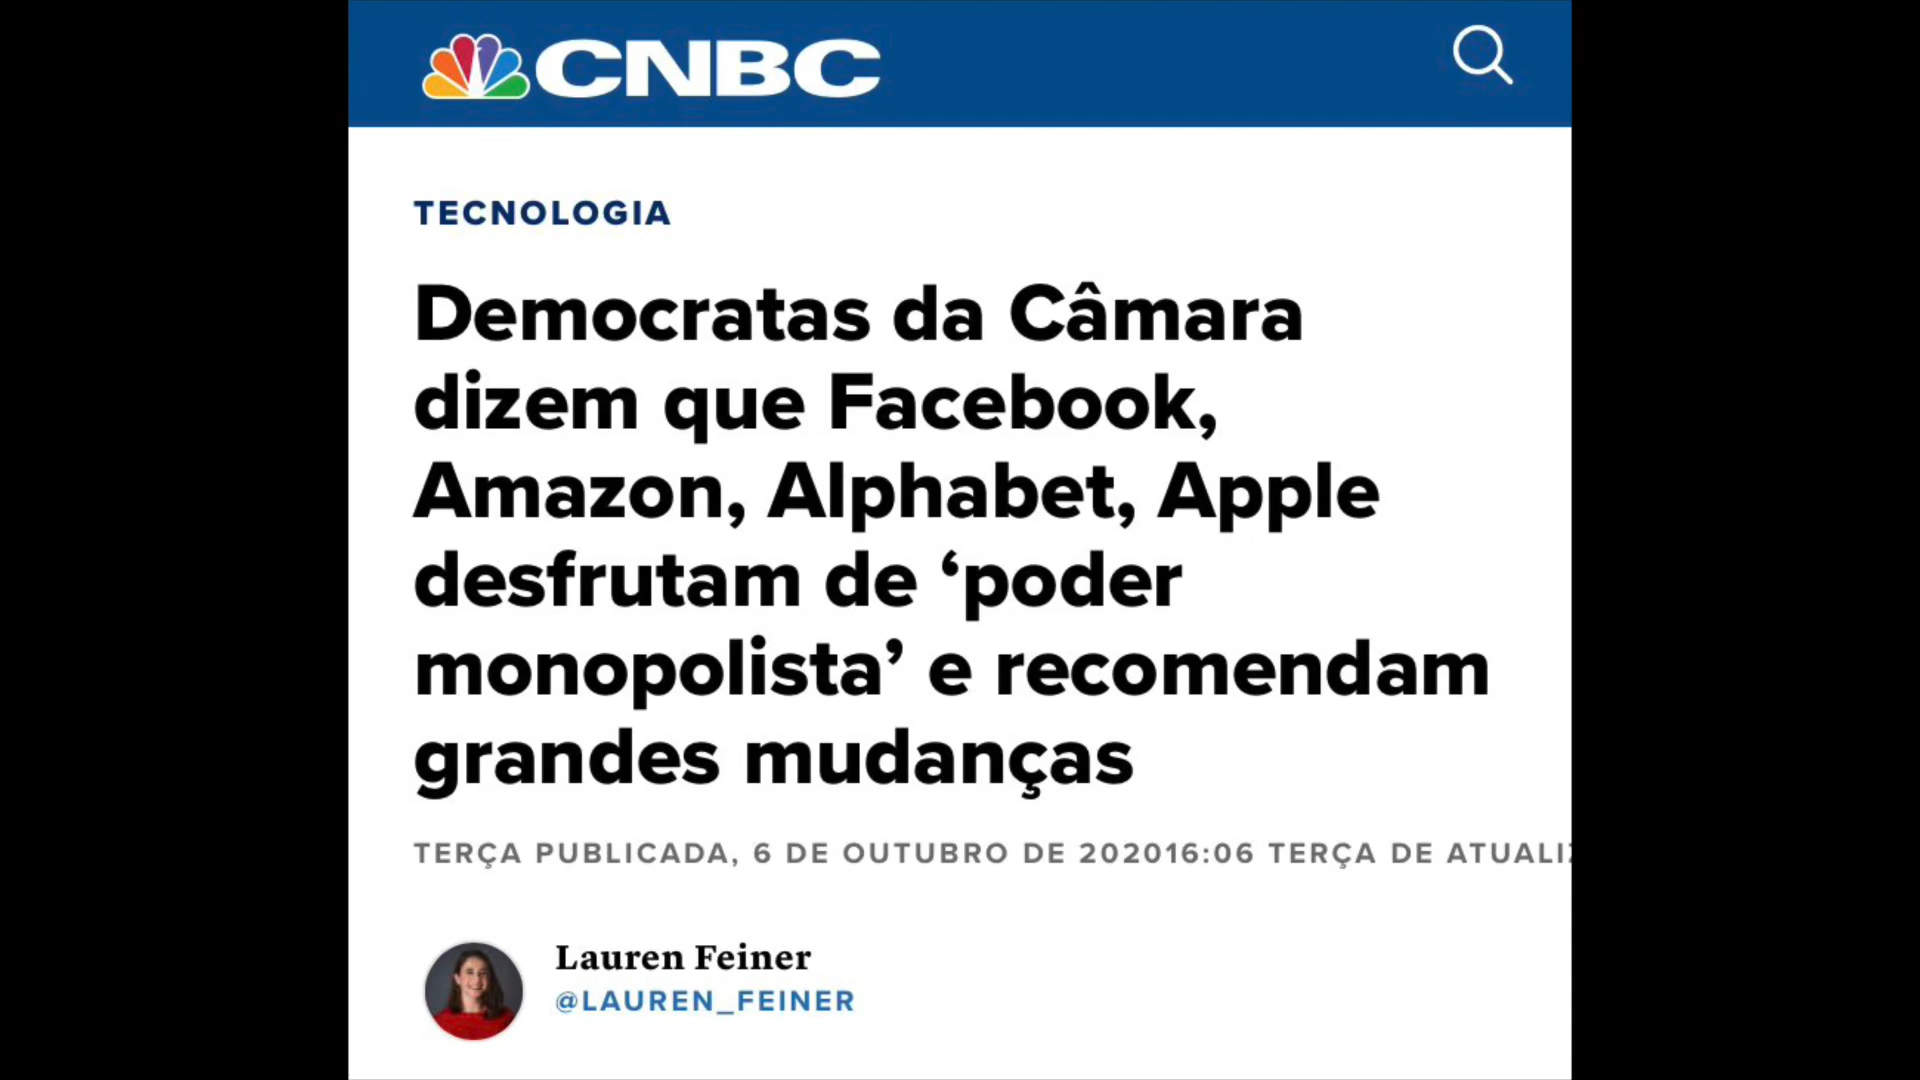 CNBC
TECNOLOGIA
Democratas da Câmara
dizem que Facebook,
Amazon, Alphabet, Apple
desfrutam de ‘poder
monopolista’ e recomendam
grandes mudanças
TERÇA PUBLICADA, 6 DE OUTUBRO DE 202016:06 TERÇA DE
Lauren Feiner
@LAUREN_FEINER